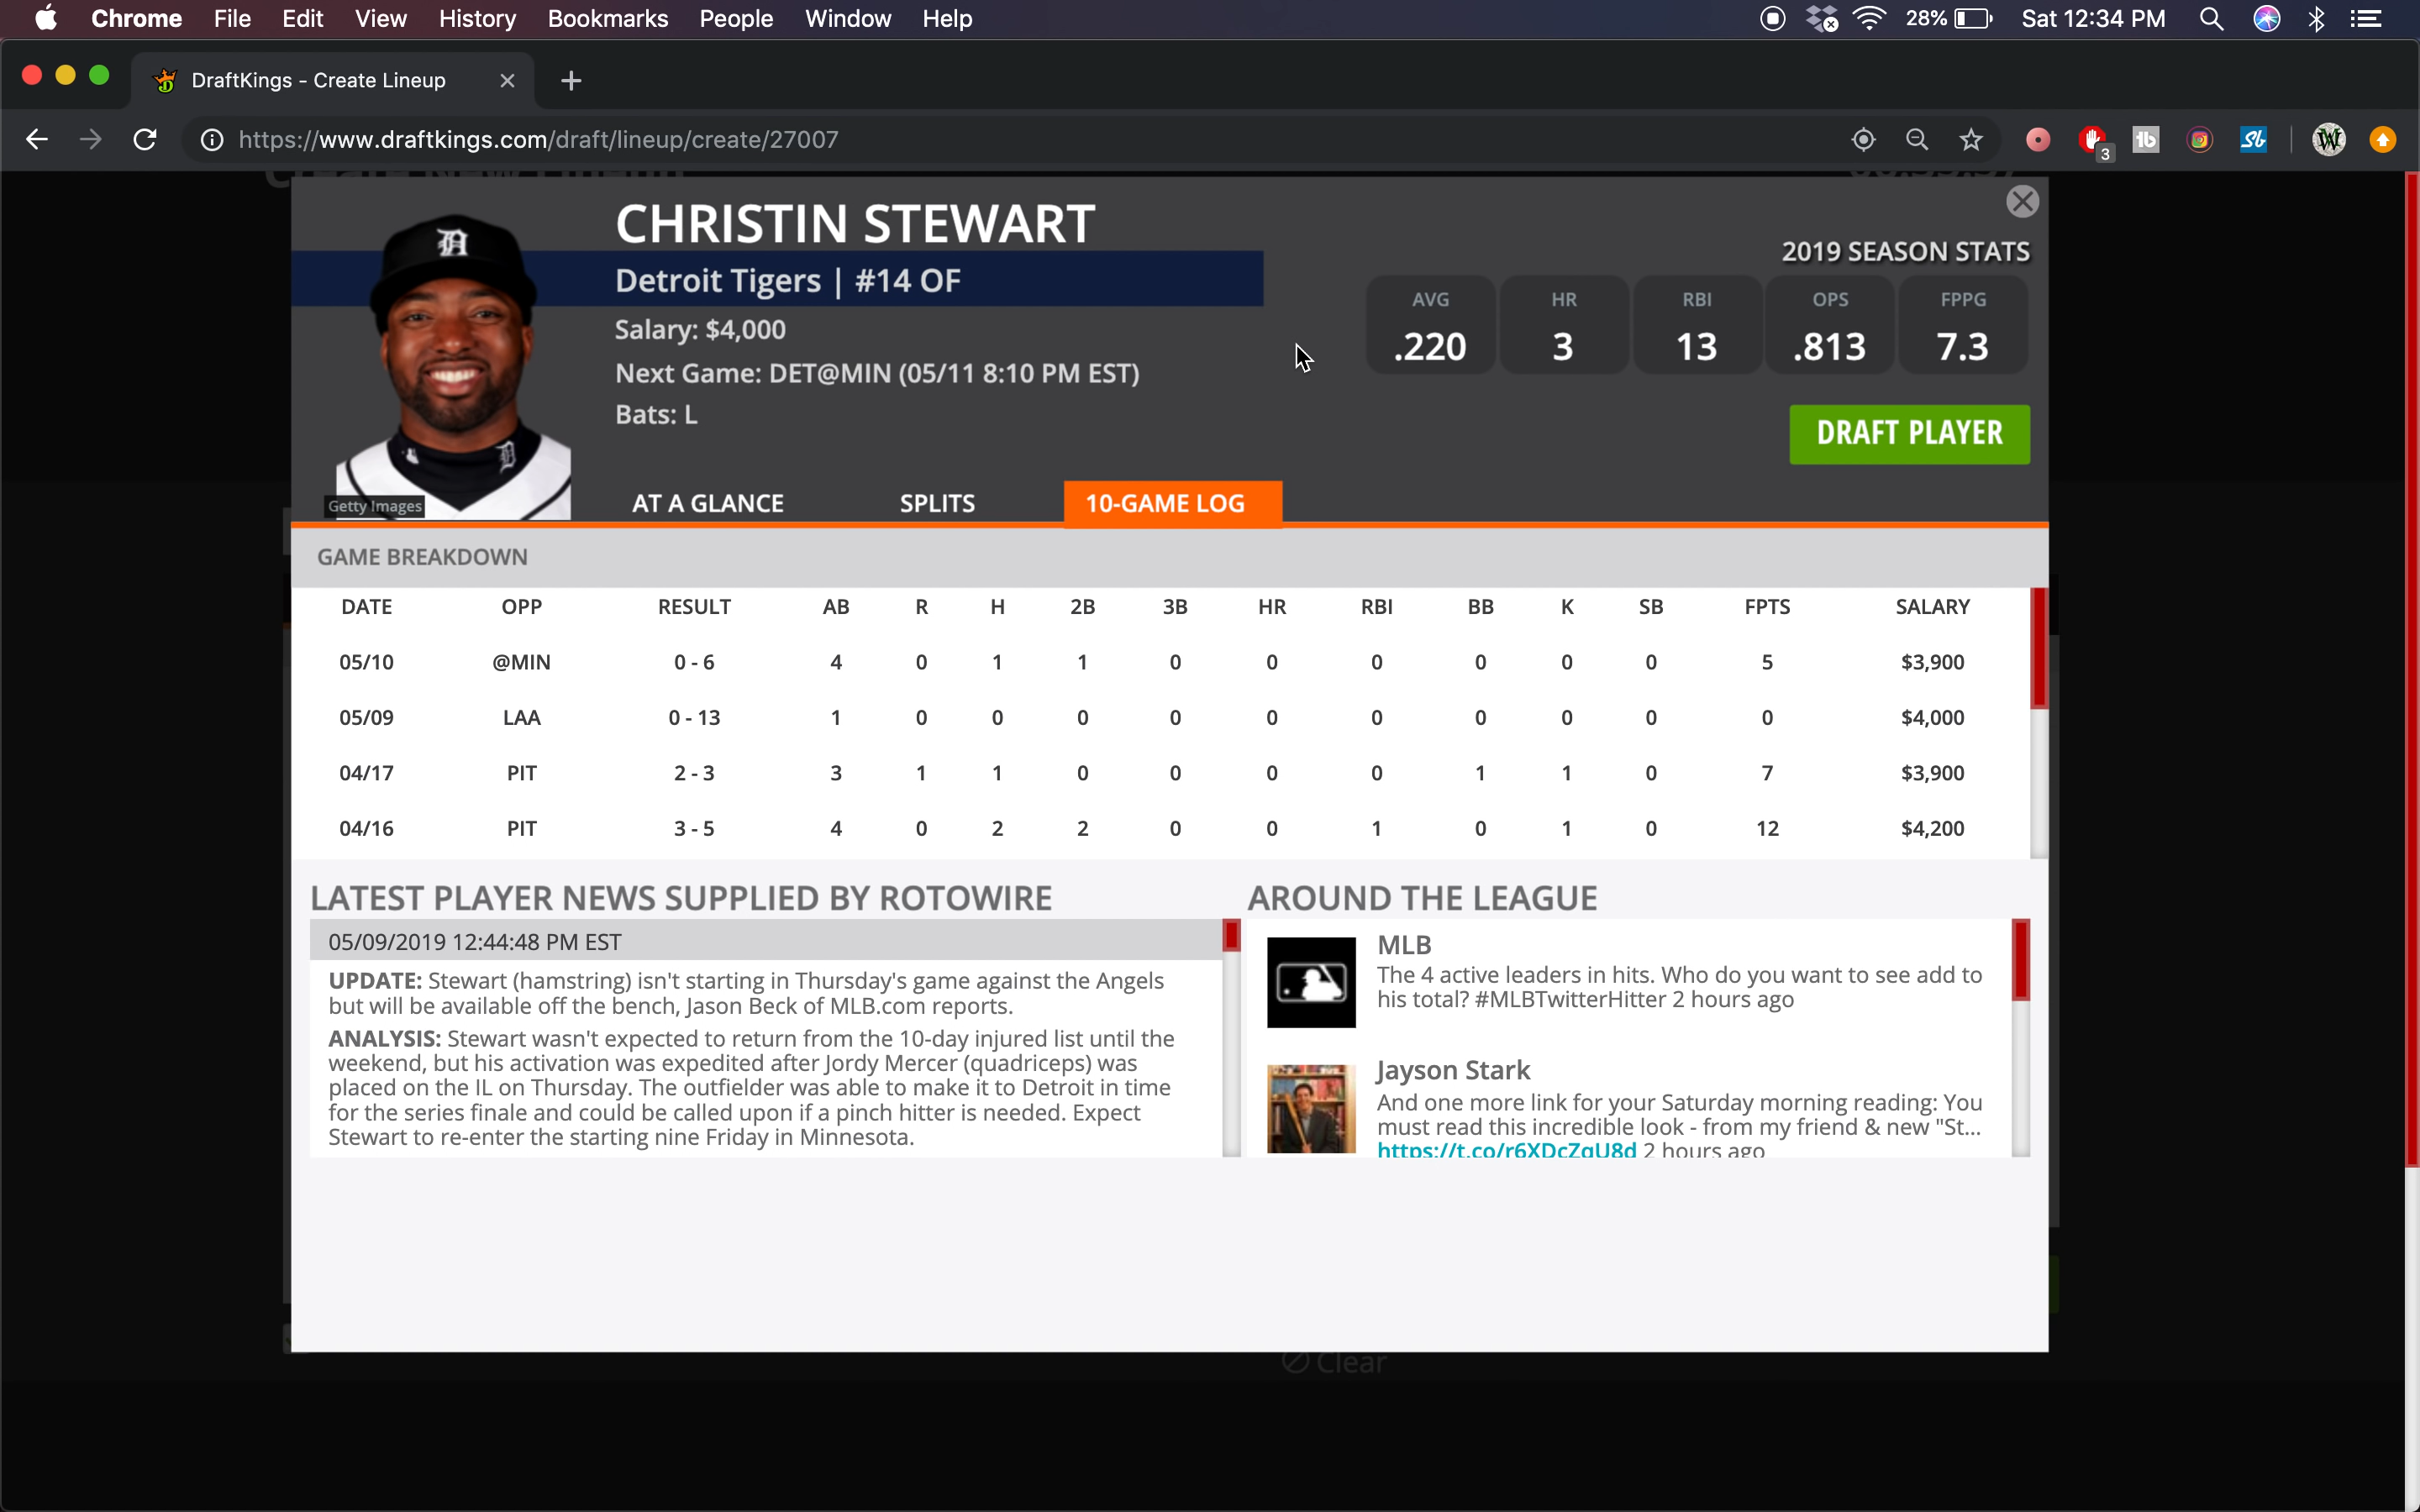 Chrome File Edit View History Bookmarks People Window Help 28% Sat 12:34 PM
DraftKings - Create Lineup
https://www.draftkings.com/draft/lineup/create/27007 3 tb Sb W
CHRISTIN STEWART
Detroit Tigers | #14 OF
Salary: $4,000
Next Game: DET@MIN (05/11 8:10 PM EST)
Bats: L
Getty Images
2019 SEASON STATS
AVG HR RBI OPS FPPG
.220 3 13 .813 7.3
DRAFT PLAYER
AT A GLANCE SPLITS 10-GAME LOG
GAME BREAKDOWN
DATE OPP RESULT AB R H 2B 3B HR RBI BB K SB FPTS SALARY
05/10 @MIN 0 - 6 4 0 1 1 0 0 0 0 0 0 5 $3,900
05/09 LAA 0 - 13 1 0 0 0 0 0 0 0 0 0 0 $4,000
04/17 PIT 2 - 3 3 1 1 0 0 0 0 1 1 0 7 $3,900
04/16 PIT 3 - 5 4 0 2 2 0 0 1 0 1 0 12 $4,200
LATEST PLAYER NEWS SUPPLIED BY ROTOWIRE
05/09/2019 12:44:48 PM EST
UPDATE: Stewart (hamstring) isn't starting in Thursday's game against the Angels
but will be available off the bench, Jason Beck of MLB.com reports.
ANALYSIS: Stewart wasn't expected to return from the 10-day injured list until the
weekend, but his activation was expedited after Jordy Mercer (quadriceps) was
placed on the IL on Thursday. The outfielder was able to make it to Detroit in time
for the series finale and could be called upon if a pinch hitter is needed. Expect
Stewart to re-enter the starting nine Friday in Minnesota.
AROUND THE LEAGUE
MLB
The 4 active leaders in hits. Who do you want to see add to
his total? #MLBTwitterHitter 2 hours ago
Jayson Stark
And one more link for your Saturday morning reading: You
must read this incredible look - from my friend & new "St...
https://t.co/r6XDcZqU8d 2 hours ago
Clear